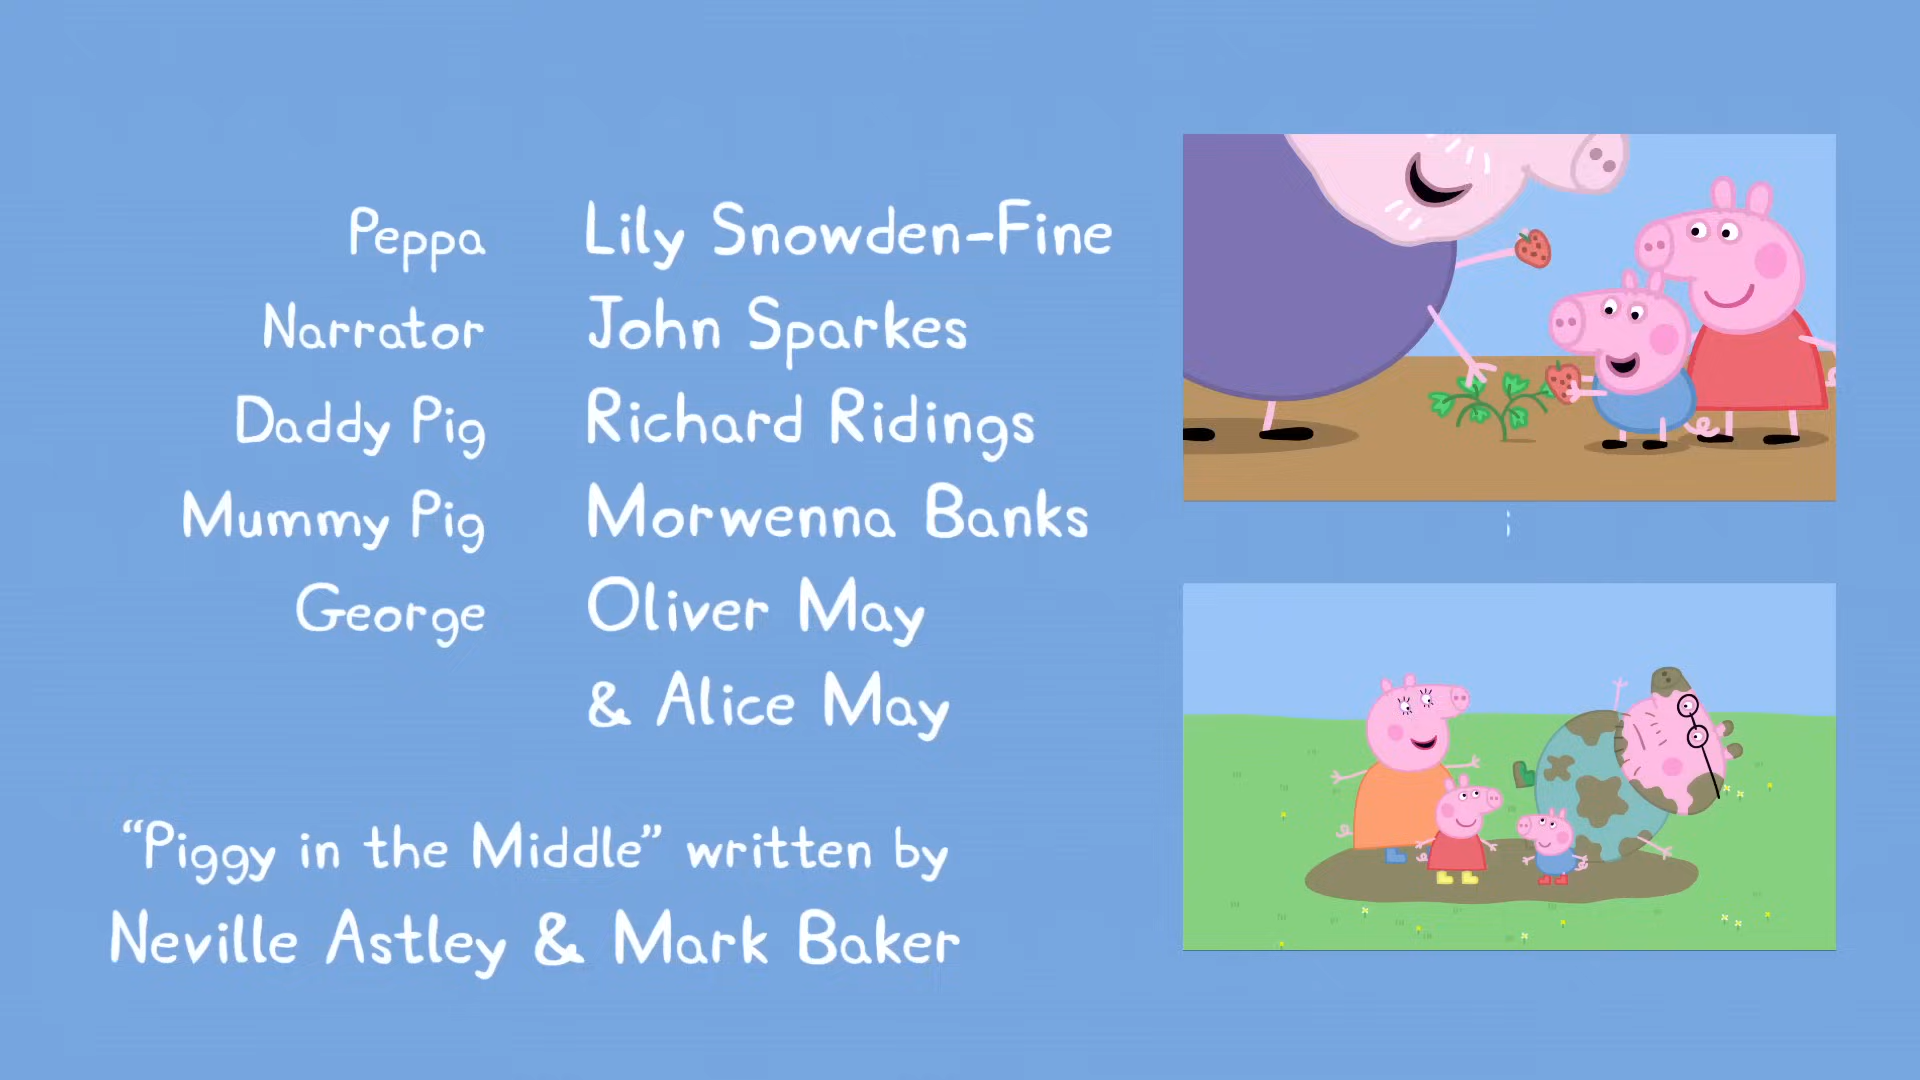 Peppa Lily Snowden-Fine
Narrator John Sparkes
Daddy Pig Richard Ridings
Mummy Pig Morwenna Banks
George Oliver May
& Alice May
“Piggy in the Middle” written by
Neville Astley & Mark Baker